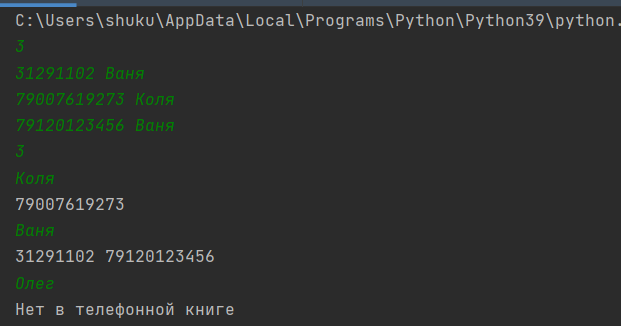 C:\Users\shuku\AppData\Local\Programs\Python\Python39\python.
3
31291102 Ваня
79007619273 Коля
79120123456 Ваня
3
Коля
79007619273
Ваня
31291102 79120123456
Олег
Нет в телефонной книге